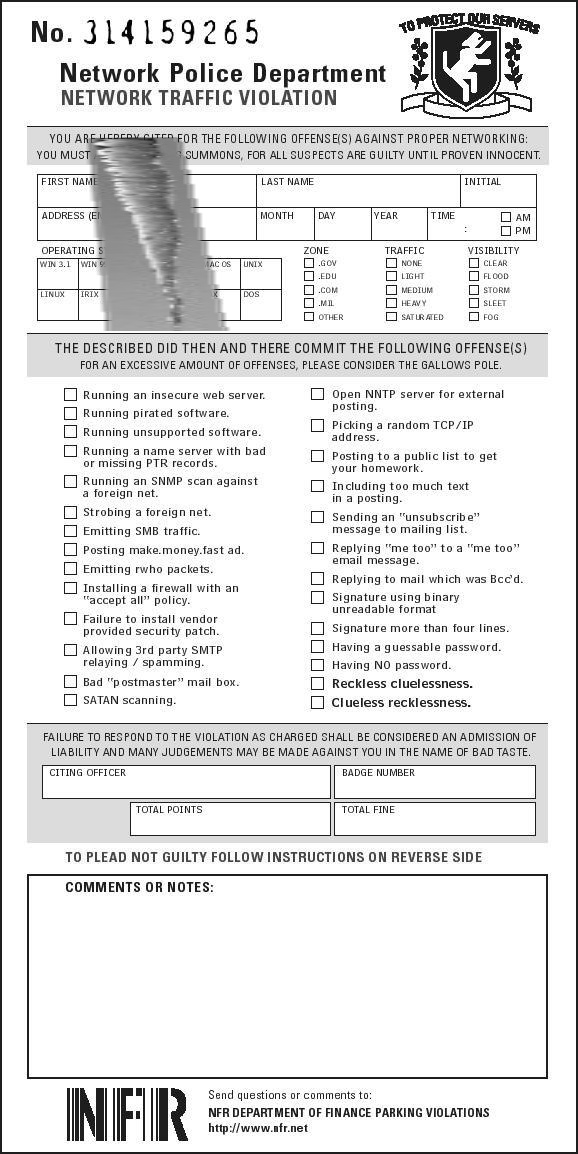 No. 314159265
TO PROTECT OUR SERVERS
Network Police Department
NETWORK TRAFFIC VIOLATION
YOU ARE HEREBY CITED FOR THE FOLLOWING OFFENSE(S) AGAINST PROPER NETWORKING:
YOU MUST SUMMONS, FOR ALL SUSPECTS ARE GUILTY UNTIL PROVEN INNOCENT.
FIRST NAME LAST NAME INITIAL
ADDRESS MONTH DAY YEAR TIME : AM
PM
OPERATING ZONE TRAFFIC VISIBILITY
WIN 3.1 WIN MAC OS UNIX .GOV NONE CLEAR
.EDU LIGHT FLOOD
LINUX IRIX DOS .COM MEDIUM STORM
.MIL HEAVY SLEET
OTHER SATURATED FOG
THE DESCRIBED DID THEN AND THERE COMMIT THE FOLLOWING OFFENSE(S)
FOR AN EXCESSIVE AMOUNT OF OFFENSES, PLEASE CONSIDER THE GALLOWS POLE.
Running an insecure web server.
Running pirated software.
Running unsupported software.
Running a name server with bad
or missing PTR records.
Running an SNMP scan against
a foreign net.
Strobing a foreign net.
Emitting SMB traffic.
Posting make.money.fast ad.
Emitting rwho packets.
Installing a firewall with an
"accept all" policy.
Failure to install vendor
provided security patch.
Allowing 3rd party SMTP
relaying / spamming.
Bad "postmaster" mail box.
SATAN scanning.
Open NNTP server for external
posting.
Picking a random TCP/IP
address.
Posting to a public list to get
your homework.
Including too much text
in a posting.
Sending an "unsubscribe"
message to mailing list.
Replying "me too" to a "me too"
email message.
Replying to mail which was Bcc'd.
Signature using binary
unreadable format
Signature more than four lines.
Having a guessable password.
Having NO password.
Reckless cluelessness.
Clueless recklessness.
FAILURE TO RESPOND TO THE VIOLATION AS CHARGED SHALL BE CONSIDERED AN ADMISSION OF
LIABILITY AND MANY JUDGEMENTS MAY BE MADE AGAINST YOU IN THE NAME OF BAD TASTE.
CITING OFFICER BADGE NUMBER
TOTAL POINTS TOTAL FINE
TO PLEAD NOT GUILTY FOLLOW INSTRUCTIONS ON REVERSE SIDE
COMMENTS OR NOTES:
NFR
Send questions or comments to:
NFR DEPARTMENT OF FINANCE PARKING VIOLATIONS
http://www.nfr.net